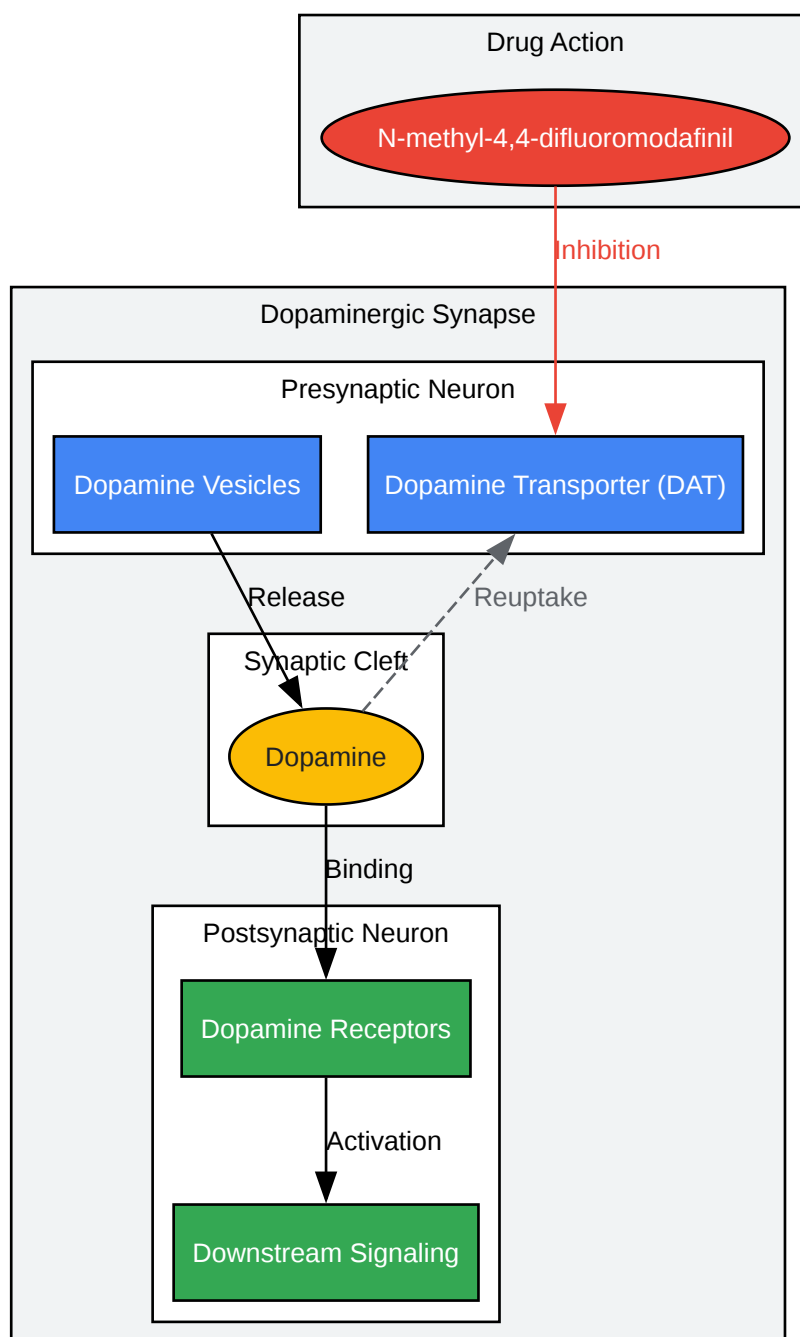 Drug Action
N-methyl-4,4-difluoromodafinil
Inhibition
Dopaminergic Synapse
Presynaptic Neuron
Dopamine Vesicles
Dopamine Transporter (DAT)
Release
Reuptake
Synaptic Cleft
Dopamine
Binding
Postsynaptic Neuron
Dopamine Receptors
Activation
Downstream Signaling